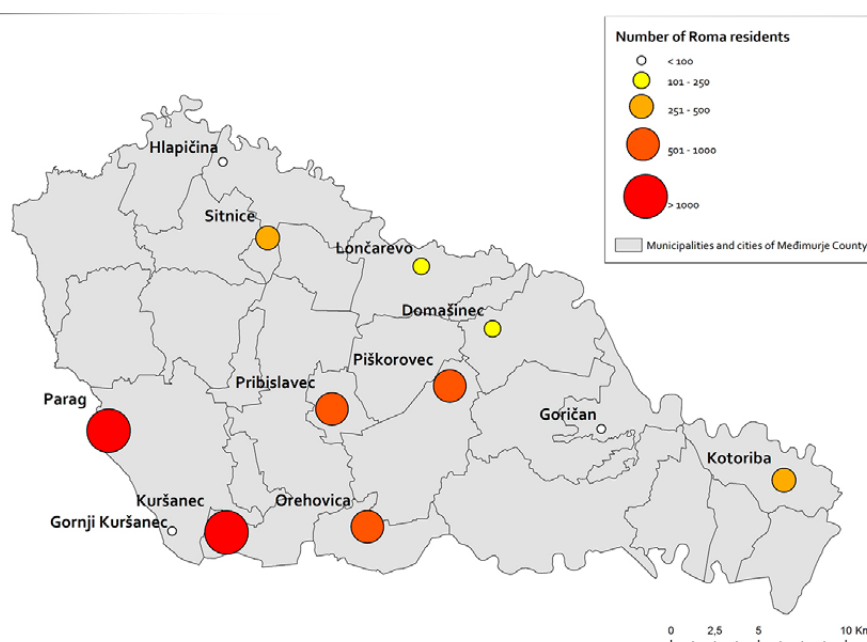 Number of Roma residents
< 100
101 - 250
251 - 500
501 - 1000
> 1000
Municipalities and cities of Međimurje County
Hlapičina
Sitnice
Lončarevo
Domašinec
Piškorovec
Pribislavec
Parag
Goričan
Kotoriba
Kuršanec
Orehovica
Gornji Kuršanec
0 2,5 5 10 Km